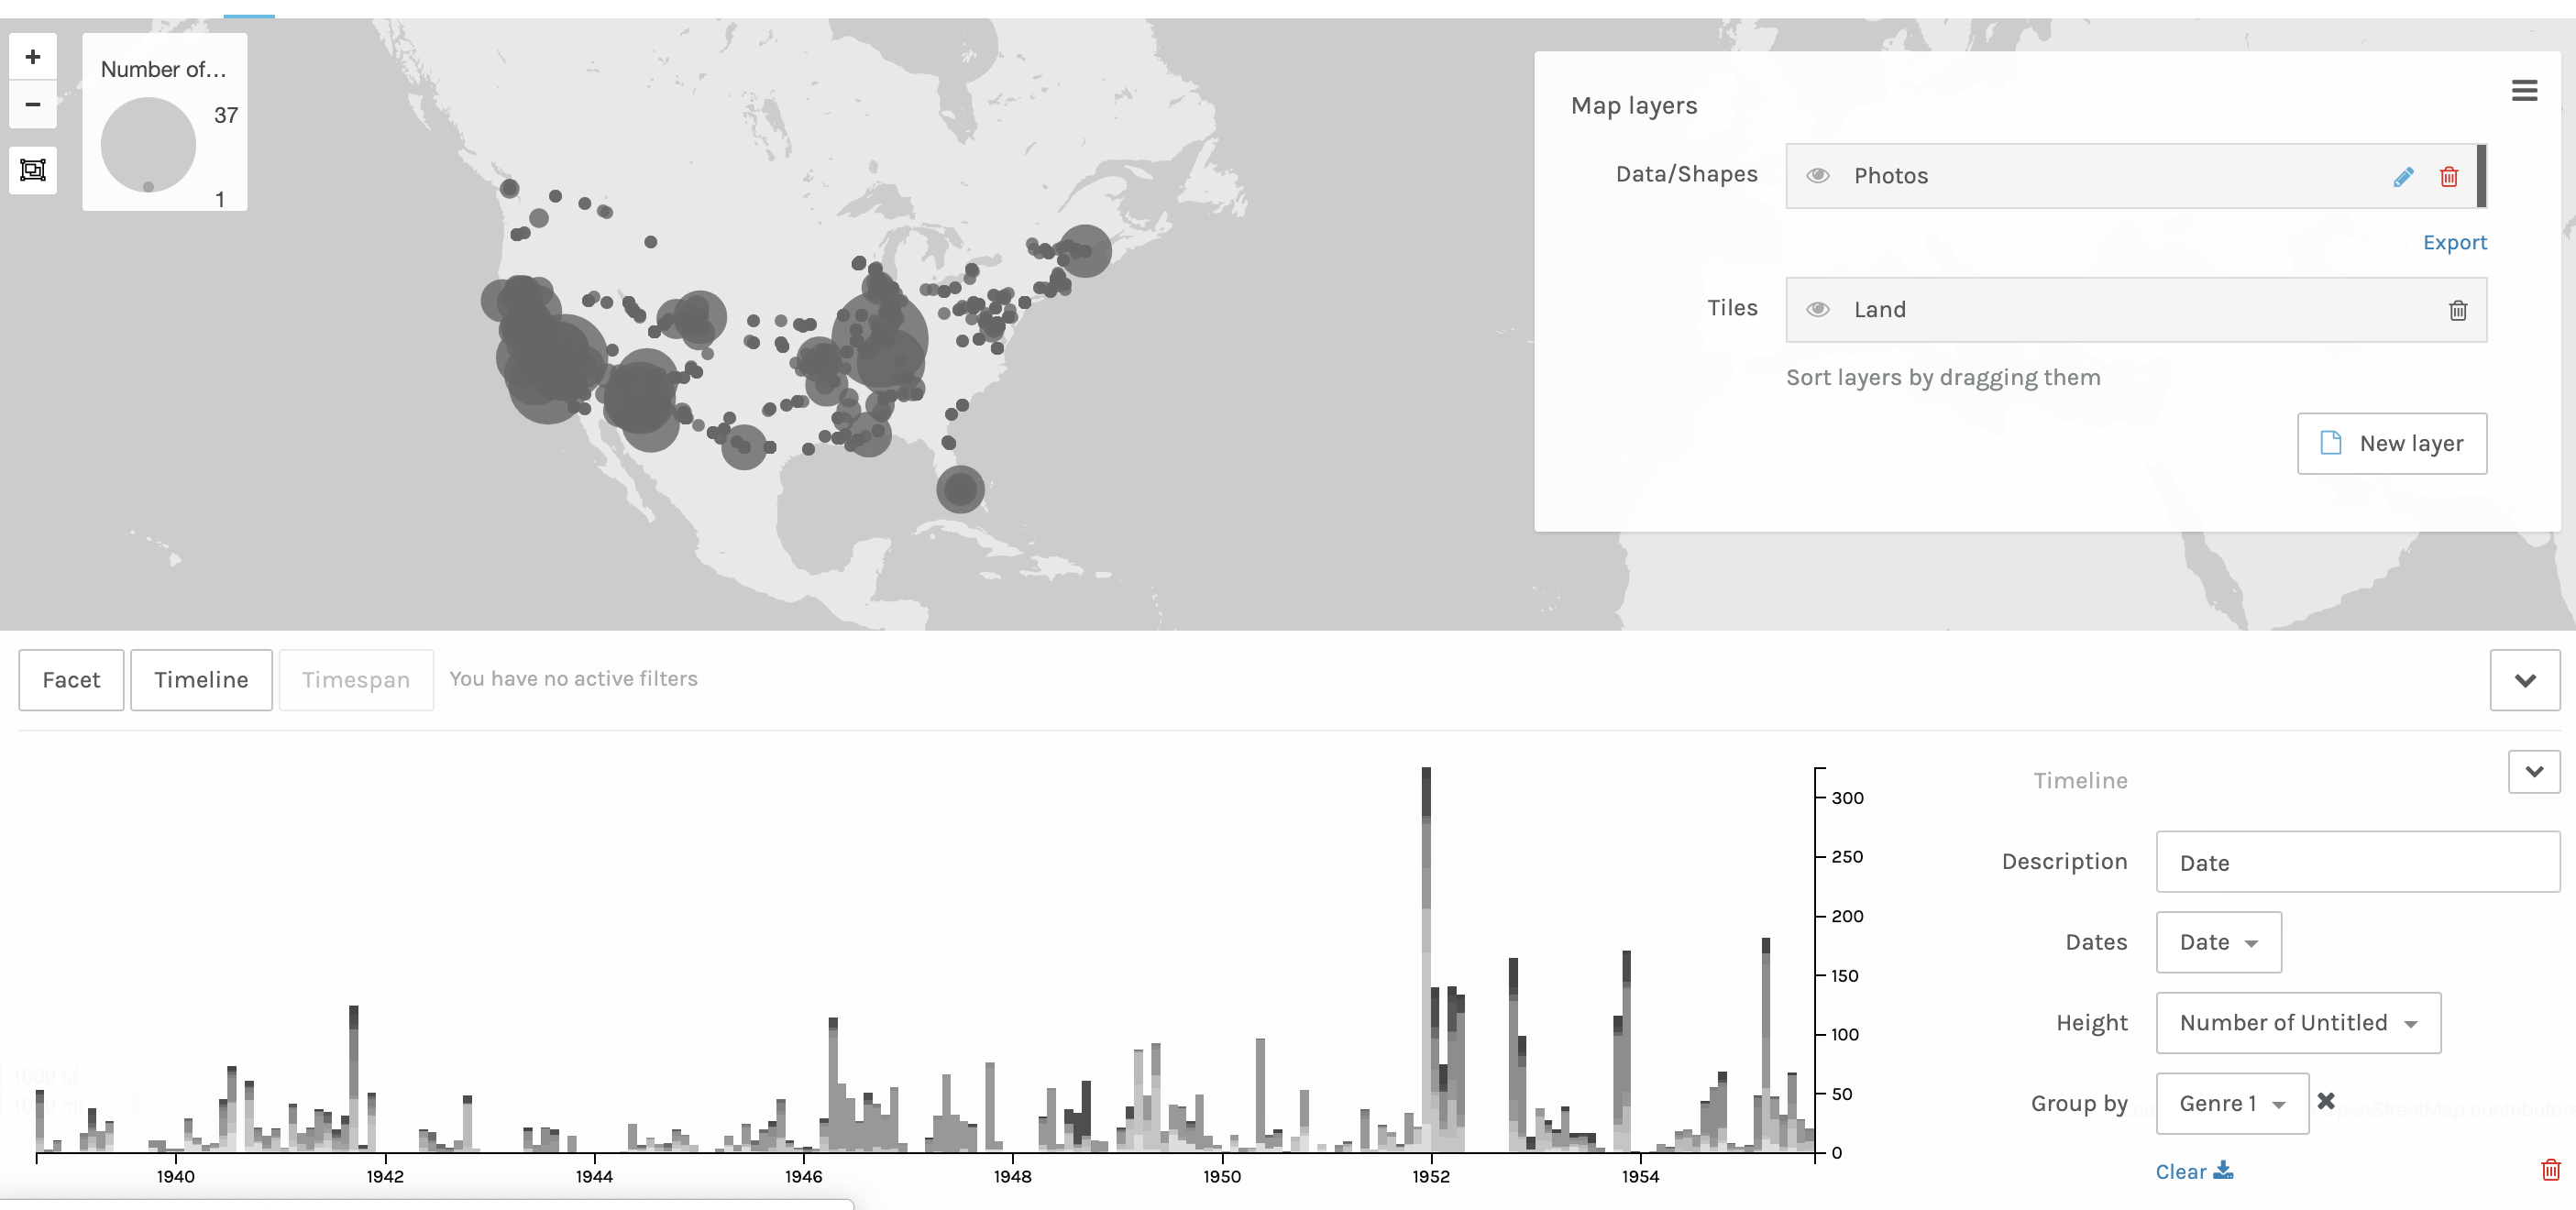 +
Number of...
37
−
1
Map layers
Data/Shapes
Photos
Export
Tiles
Land
Sort layers by dragging them
New layer
Facet
Timeline
Timespan
You have no active filters
Timeline
300
250
200
150
100
50
0
1940
1942
1944
1946
1948
1950
1952
1954
Description
Date
Dates
Date
Height
Number of Untitled
Group by
Genre 1
OpenStreetMap contributors
Clear